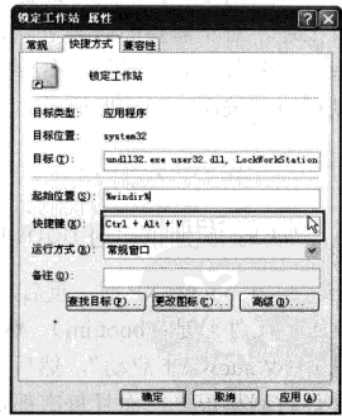 锁定工作站 属性
常规 快捷方式 兼容性
锁定工作站
目标类型: 应用程序
目标位置: system32
目标(T): undll32.exe user32.dll, LockWorkStation
起始位置(S): %windir%
快捷键(K): Ctrl + Alt + V
运行方式(R): 常规窗口
备注(O):
查找目标(F)... 更改图标(C)... 高级(D)...
确定 取消 应用(A)